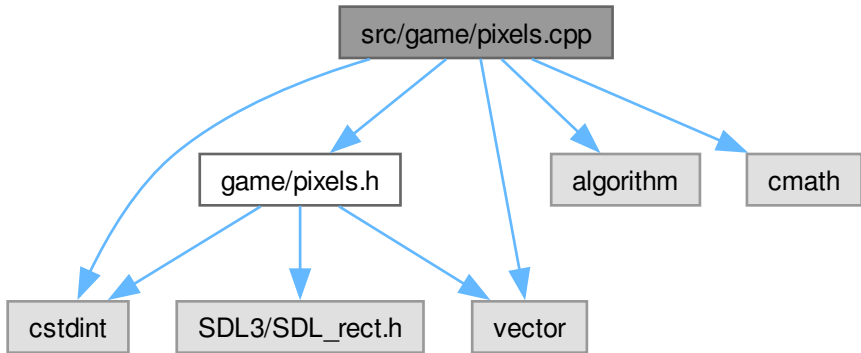 src/game/pixels.cpp
game/pixels.h
algorithm
cmath
cstdint
SDL3/SDL_rect.h
vector